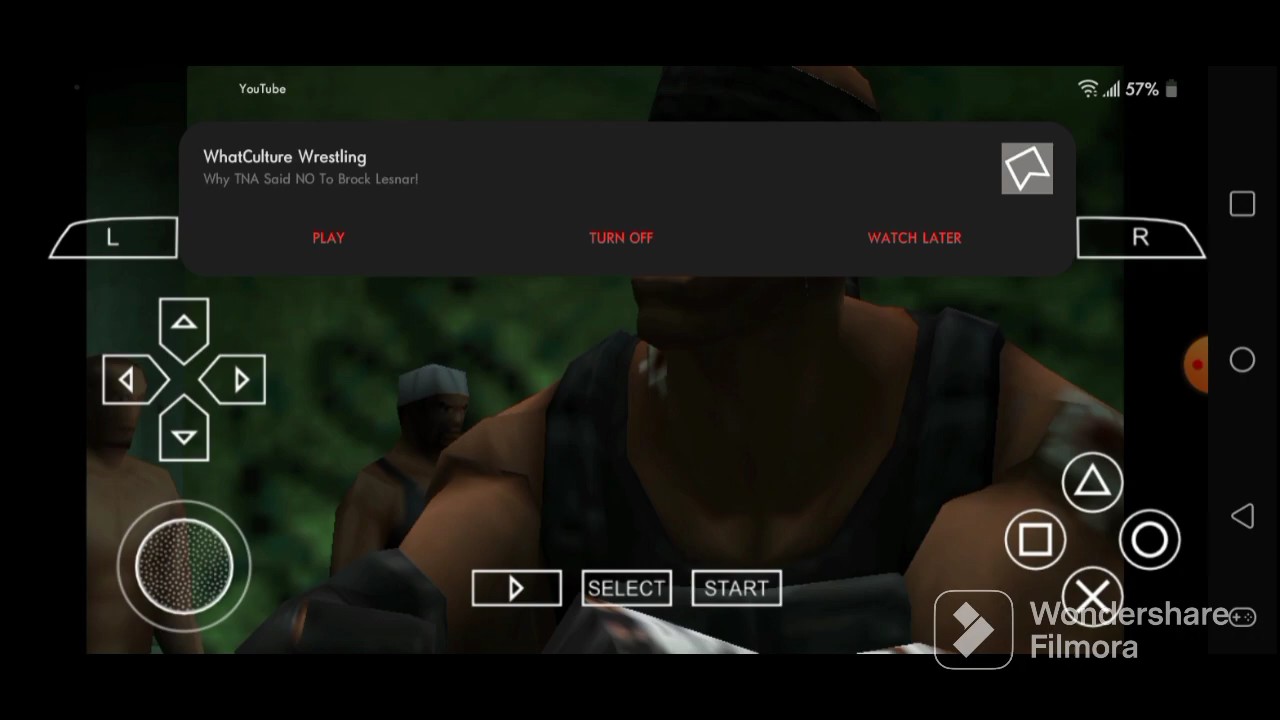 YouTube
57%
WhatCulture Wrestling
Why TNA Said NO To Brock Lesnar!
PLAY TURN OFF WATCH LATER
L
R
SELECT START
Wondershare
Filmora